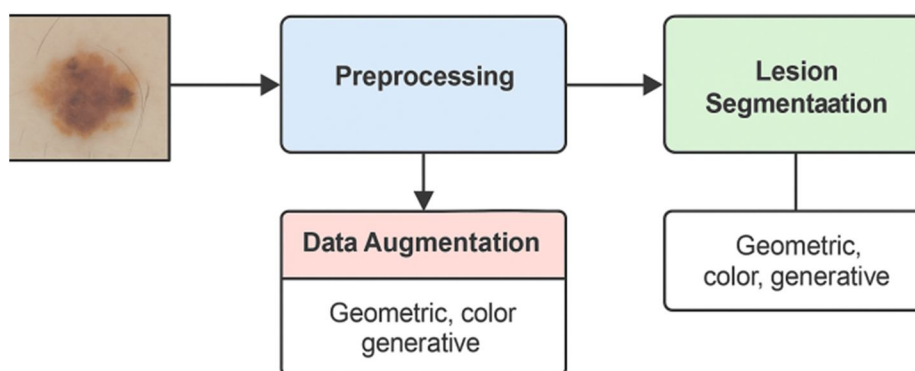 Preprocessing
Lesion
Segmentaation
Data Augmentation
Geometric, color
generative
Geometric,
color, generative